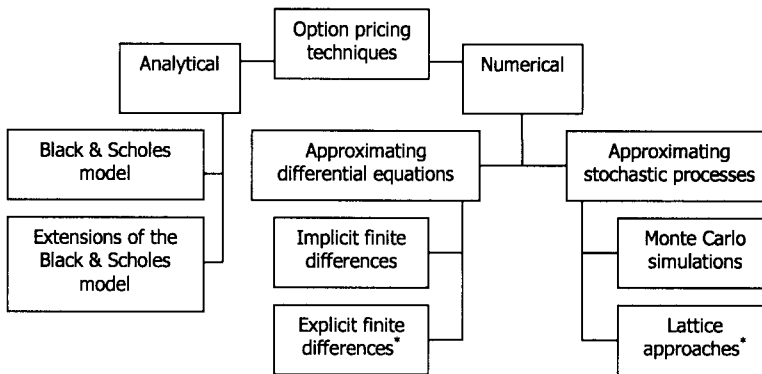 Option pricing
techniques
Analytical
Numerical
Black & Scholes
model
Extensions of the
Black & Scholes
model
Approximating
differential equations
Implicit finite
differences
Explicit finite
differences*
Approximating
stochastic processes
Monte Carlo
simulations
Lattice
approaches*